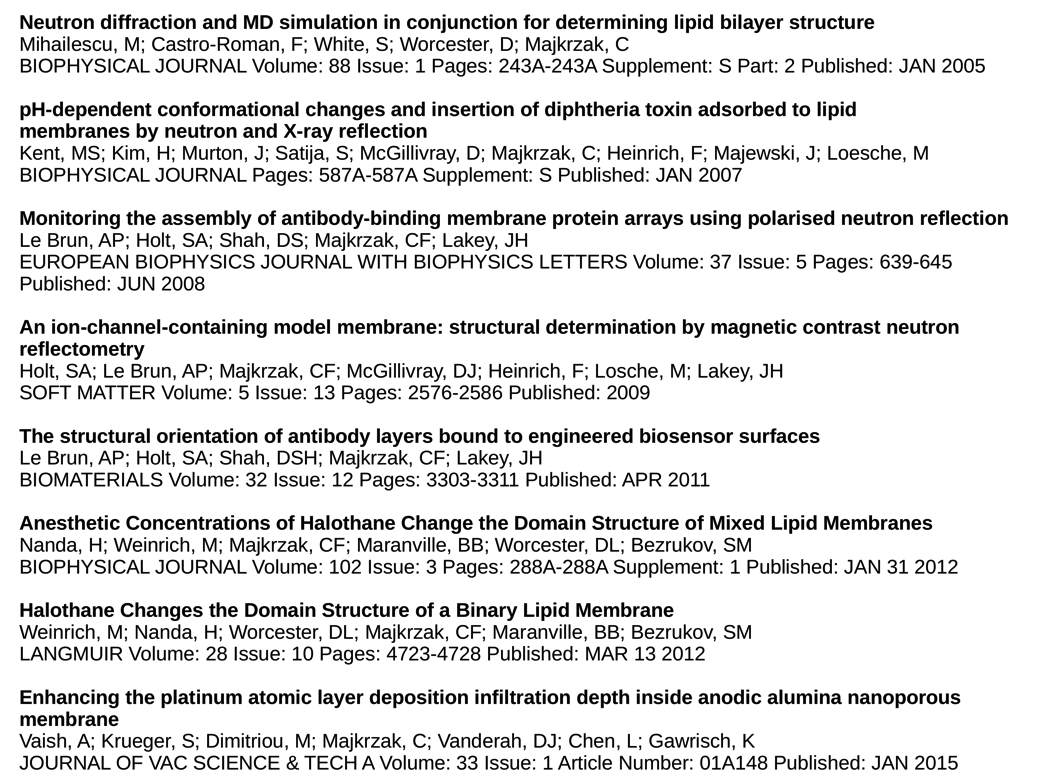 Neutron diffraction and MD simulation in conjunction for determining lipid bilayer structure
Mihailescu, M; Castro-Roman, F; White, S; Worcester, D; Majkrzak, C
BIOPHYSICAL JOURNAL Volume: 88 Issue: 1 Pages: 243A-243A Supplement: S Part: 2 Published: JAN 2005
pH-dependent conformational changes and insertion of diphtheria toxin adsorbed to lipid
membranes by neutron and X-ray reflection
Kent, MS; Kim, H; Murton, J; Satija, S; McGillivray, D; Majkrzak, C; Heinrich, F; Majewski, J; Loesche, M
BIOPHYSICAL JOURNAL Pages: 587A-587A Supplement: S Published: JAN 2007
Monitoring the assembly of antibody-binding membrane protein arrays using polarised neutron reflection
Le Brun, AP; Holt, SA; Shah, DS; Majkrzak, CF; Lakey, JH
EUROPEAN BIOPHYSICS JOURNAL WITH BIOPHYSICS LETTERS Volume: 37 Issue: 5 Pages: 639-645
Published: JUN 2008
An ion-channel-containing model membrane: structural determination by magnetic contrast neutron
reflectometry
Holt, SA; Le Brun, AP; Majkrzak, CF; McGillivray, DJ; Heinrich, F; Losche, M; Lakey, JH
SOFT MATTER Volume: 5 Issue: 13 Pages: 2576-2586 Published: 2009
The structural orientation of antibody layers bound to engineered biosensor surfaces
Le Brun, AP; Holt, SA; Shah, DSH; Majkrzak, CF; Lakey, JH
BIOMATERIALS Volume: 32 Issue: 12 Pages: 3303-3311 Published: APR 2011
Anesthetic Concentrations of Halothane Change the Domain Structure of Mixed Lipid Membranes
Nanda, H; Weinrich, M; Majkrzak, CF; Maranville, BB; Worcester, DL; Bezrukov, SM
BIOPHYSICAL JOURNAL Volume: 102 Issue: 3 Pages: 288A-288A Supplement: 1 Published: JAN 31 2012
Halothane Changes the Domain Structure of a Binary Lipid Membrane
Weinrich, M; Nanda, H; Worcester, DL; Majkrzak, CF; Maranville, BB; Bezrukov, SM
LANGMUIR Volume: 28 Issue: 10 Pages: 4723-4728 Published: MAR 13 2012
Enhancing the platinum atomic layer deposition infiltration depth inside anodic alumina nanoporous
membrane
Vaish, A; Krueger, S; Dimitriou, M; Majkrzak, C; Vanderah, DJ; Chen, L; Gawrisch, K
JOURNAL OF VAC SCIENCE & TECH A Volume: 33 Issue: 1 Article Number: 01A148 Published: JAN 2015